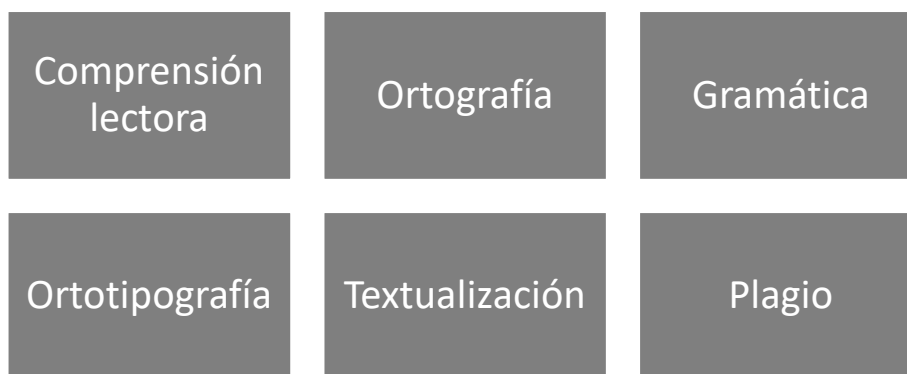 Comprensión
lectora
Ortografía
Gramática
Ortotipografía
Textualización
Plagio